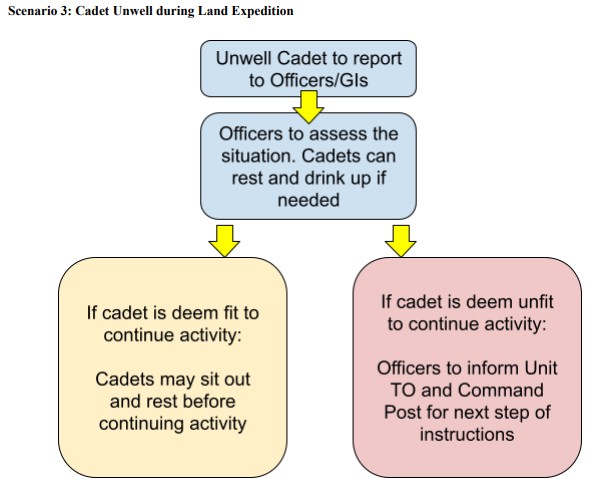 Scenario 3: Cadet Unwell during Land Expedition
Unwell Cadet to report
to Officers/GIs
Officers to assess the
situation. Cadets can
rest and drink up if
needed
If cadet is deem fit to
continue activity:
Cadets may sit out
and rest before
continuing activity
If cadet is deem unfit
to continue activity:
Officers to inform Unit
TO and Command
Post for next step of
instructions